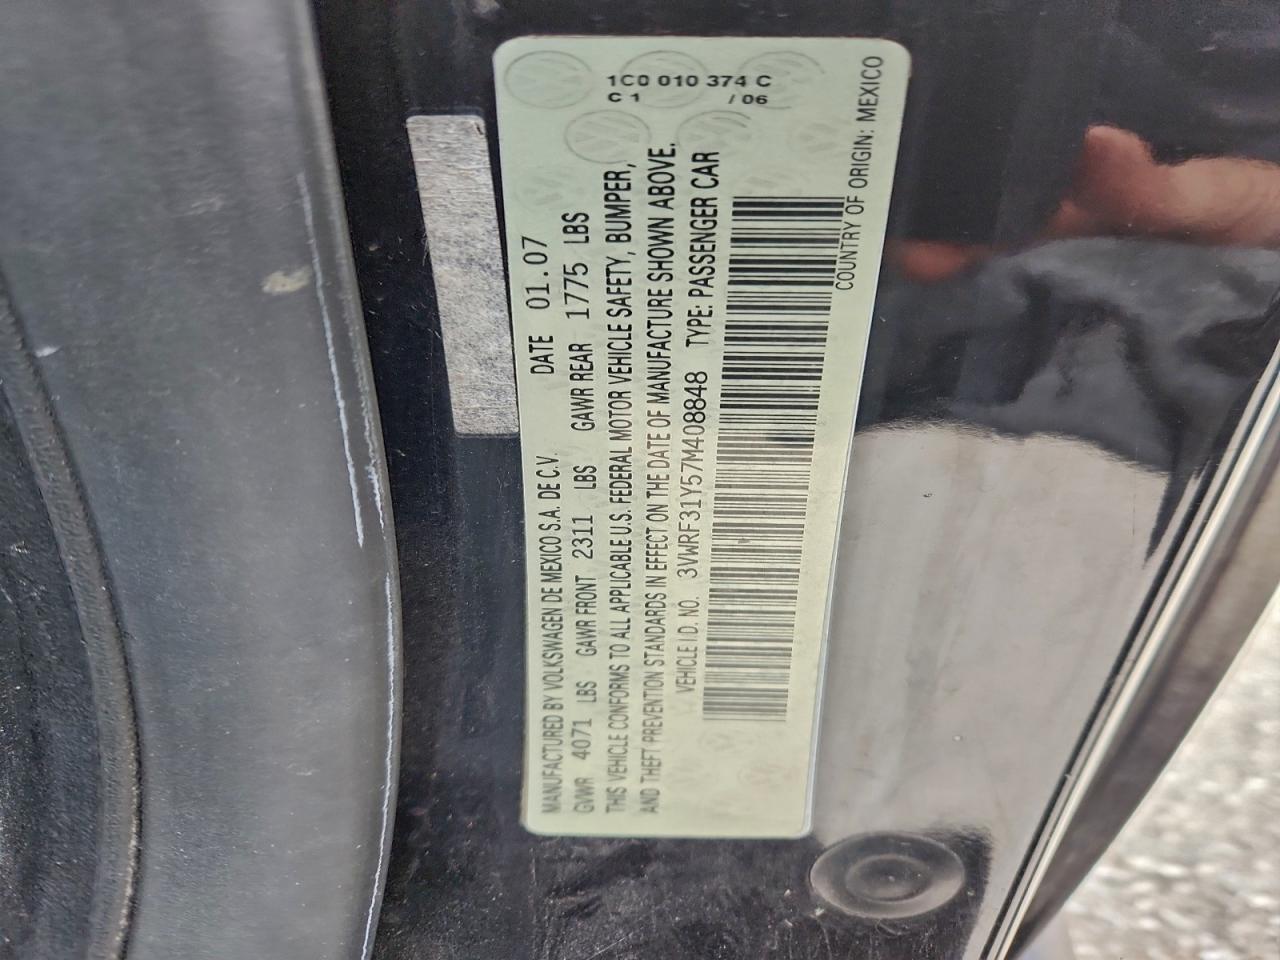 1C0 010 374 C
C 1 / 06
MANUFACTURED BY VOLKSWAGEN DE MEXICO S.A. DE C.V. DATE 01.07
GVWR 4071 LBS GAWR FRONT 2311 LBS GAWR REAR 1775 LBS
THIS VEHICLE CONFORMS TO ALL APPLICABLE U.S. FEDERAL MOTOR VEHICLE SAFETY, BUMPER,
AND THEFT PREVENTION STANDARDS IN EFFECT ON THE DATE OF MANUFACTURE SHOWN ABOVE.
VEHICLE I.D. NO. 3VWRF31Y57M408848 TYPE: PASSENGER CAR
COUNTRY OF ORIGIN: MEXICO